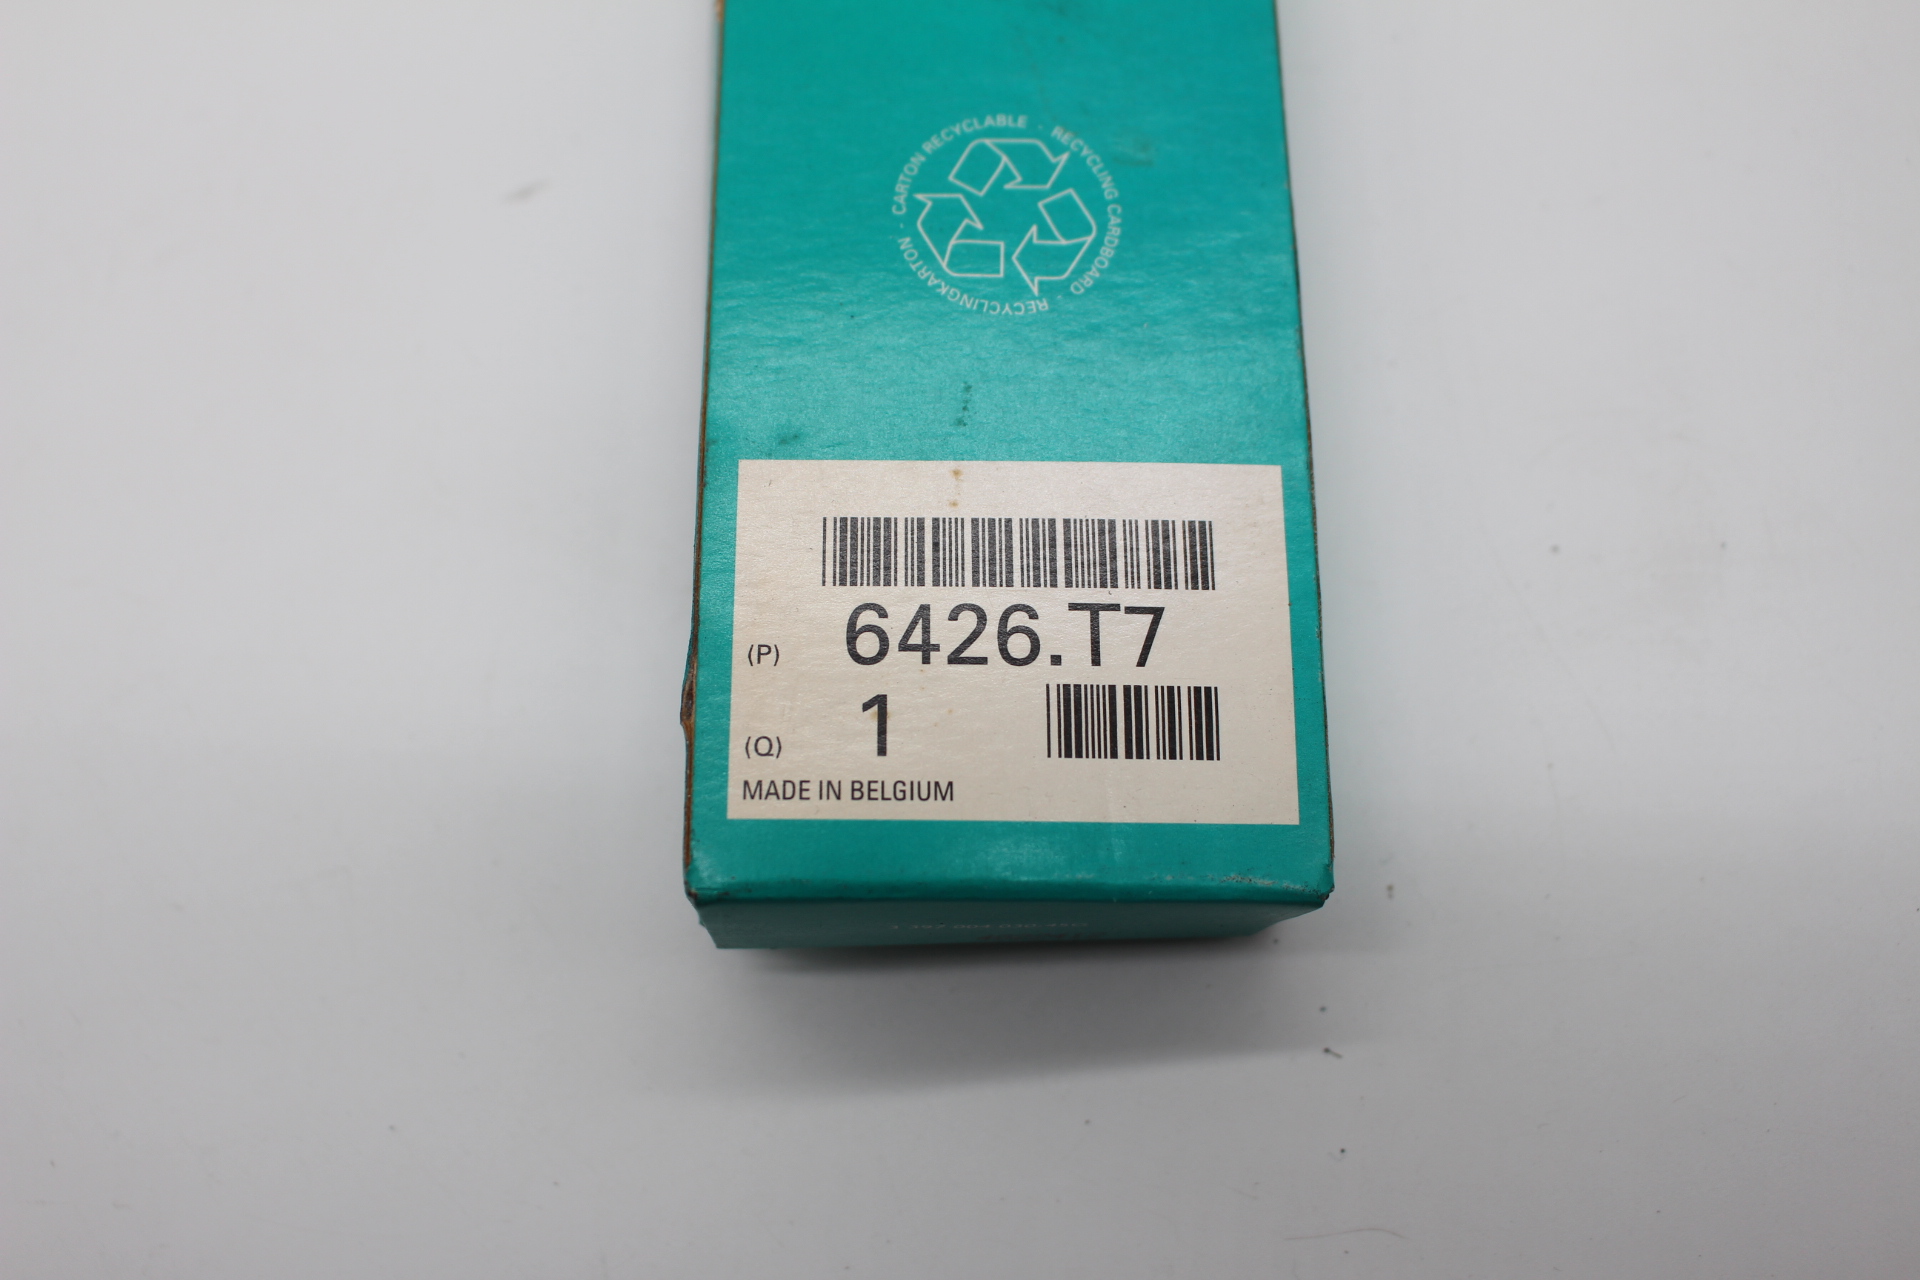 CARTON RECYCLABLE · RECYCLING CARDBOARD · RECYCLINGKARTON ·
(P) 6426.T7
(Q) 1
MADE IN BELGIUM